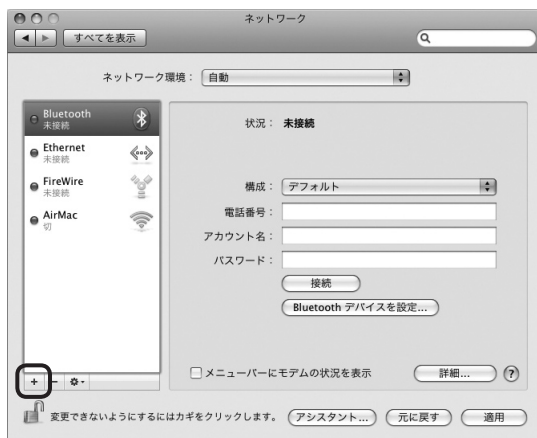 ネットワーク
すべてを表示
ネットワーク環境： 自動
Bluetooth
未接続
Ethernet
未接続
FireWire
未接続
AirMac
切
状況： 未接続
構成： デフォルト
電話番号：
アカウント名：
パスワード：
接続
Bluetooth デバイスを設定...
+ −
メニューバーにモデムの状況を表示
詳細... ?
変更できないようにするにはカギをクリックします。 アシスタント... 元に戻す 適用